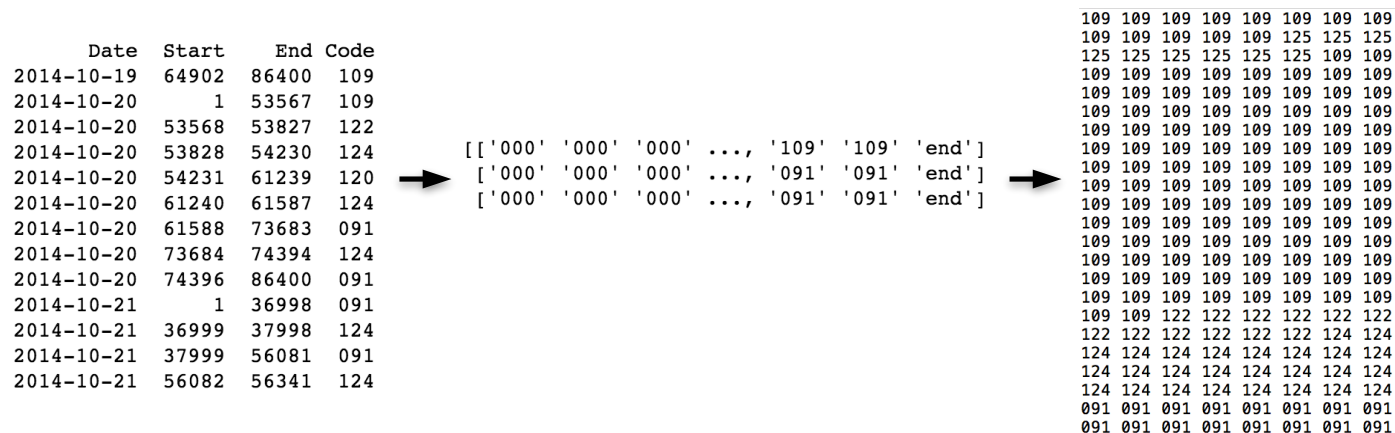 Date Start End Code
2014-10-19 64902 86400 109
2014-10-20 1 53567 109
2014-10-20 53568 53827 122
2014-10-20 53828 54230 124
2014-10-20 54231 61239 120
2014-10-20 61240 61587 124
2014-10-20 61588 73683 091
2014-10-20 73684 74394 124
2014-10-20 74396 86400 091
2014-10-21 1 36998 091
2014-10-21 36999 37998 124
2014-10-21 37999 56081 091
2014-10-21 56082 56341 124
[['000' '000' '000' ..., '109' '109' 'end']
['000' '000' '000' ..., '091' '091' 'end']
['000' '000' '000' ..., '091' '091' 'end']
109 109 109 109 109 109 109 109
109 109 109 109 109 125 125 125
125 125 125 125 125 125 109 109
109 109 109 109 109 109 109 109
109 109 109 109 109 109 109 109
109 109 109 109 109 109 109 109
109 109 109 109 109 109 109 109
109 109 109 109 109 109 109 109
109 109 109 109 109 109 109 109
109 109 109 109 109 109 109 109
109 109 109 109 109 109 109 109
109 109 109 109 109 109 109 109
109 109 109 109 109 109 109 109
109 109 109 109 109 109 109 109
109 109 109 109 109 109 109 109
109 109 109 109 109 109 109 109
109 109 122 122 122 122 122 122
122 122 122 122 122 122 124 124
124 124 124 124 124 124 124 124
124 124 124 124 124 124 124 124
124 124 124 124 124 124 124 124
091 091 091 091 091 091 091 091
091 091 091 091 091 091 091 091